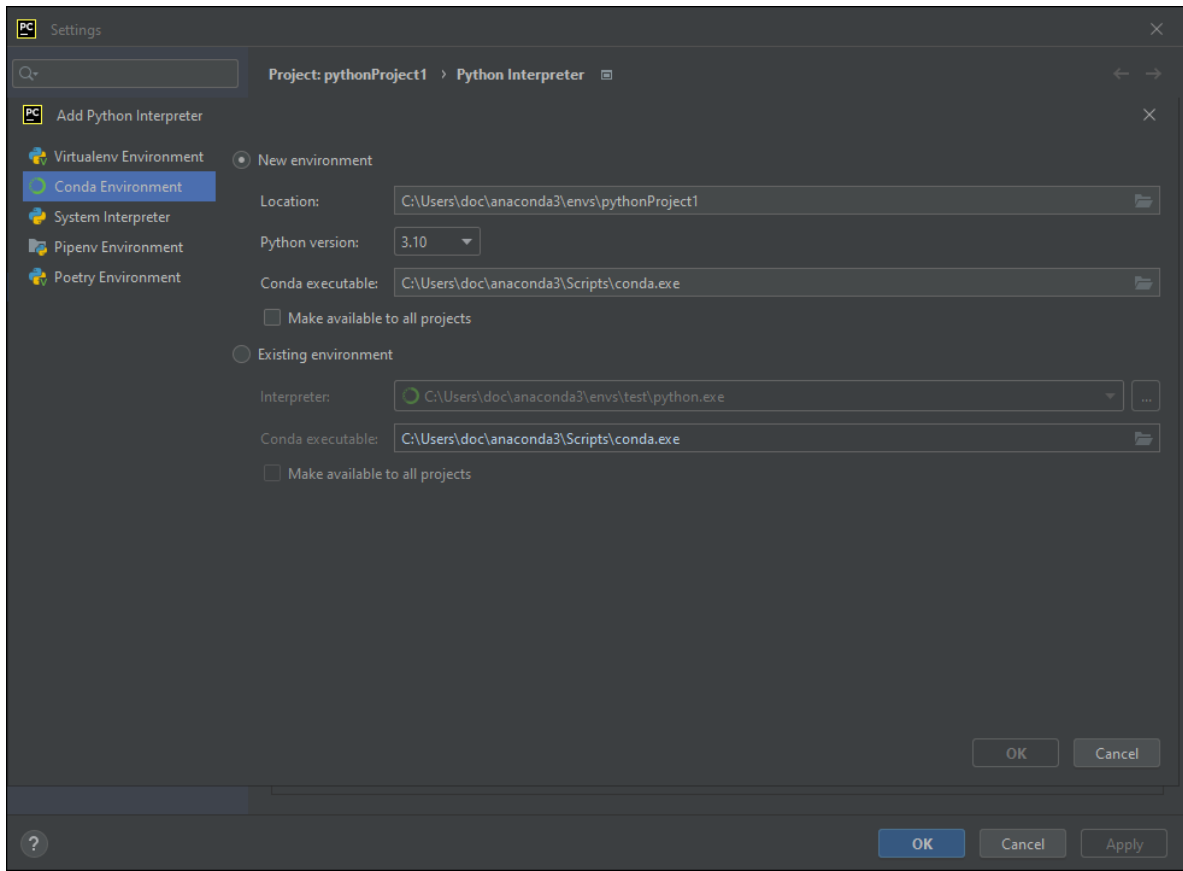 PC Settings
Project: pythonProject1 › Python Interpreter
PC Add Python Interpreter
Virtualenv Environment
Conda Environment
System Interpreter
Pipenv Environment
Poetry Environment
New environment
Location: C:\Users\doc\anaconda3\envs\pythonProject1
Python version: 3.10
Conda executable: C:\Users\doc\anaconda3\Scripts\conda.exe
Make available to all projects
Existing environment
Interpreter: C:\Users\doc\anaconda3\envs\test\python.exe ...
Conda executable: C:\Users\doc\anaconda3\Scripts\conda.exe
Make available to all projects
OK Cancel
? OK Cancel Apply